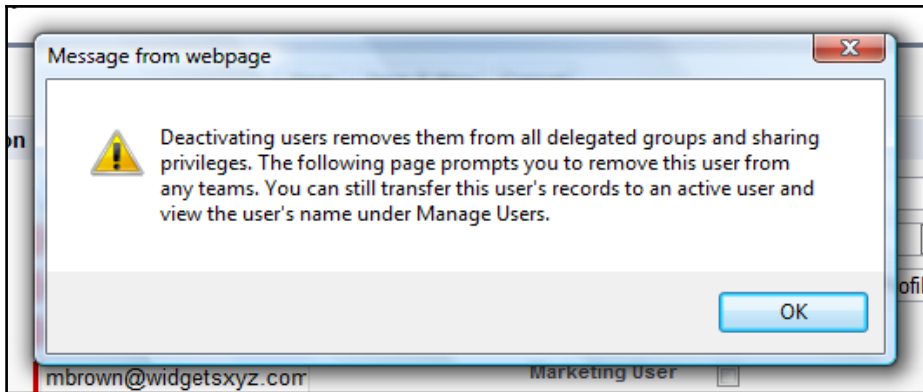 Message from webpage
on
Deactivating users removes them from all delegated groups and sharing
privileges. The following page prompts you to remove this user from
any teams. You can still transfer this user's records to an active user and
view the user's name under Manage Users.
ofil
OK
mbrown@widgetsxyz.com
Marketing User